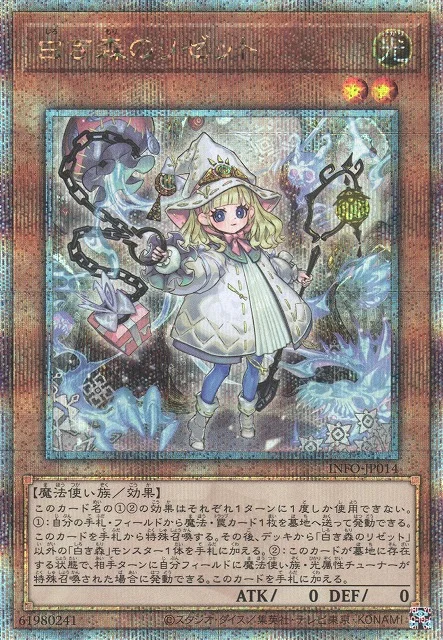 白き森のリゼット
光
INFO-JP014
【魔法使い族／効果】
このカード名の①②の効果はそれぞれ１ターンに１度しか使用できない。
①：自分の手札・フィールドから魔法・罠カード１枚を墓地へ送って発動できる。
このカードを手札から特殊召喚する。その後、デッキから「白き森のリゼット」
以外の「白き森」モンスター１体を手札に加える。②：このカードが墓地に存在
する状態で、相手ターンに自分フィールドに魔法使い族・光属性チューナーが
特殊召喚された場合に発動できる。このカードを手札に加える。
ATK/ 0 DEF/ 0
61980241 ©スタジオ・ダイス/集英社・テレビ東京・KONAMI